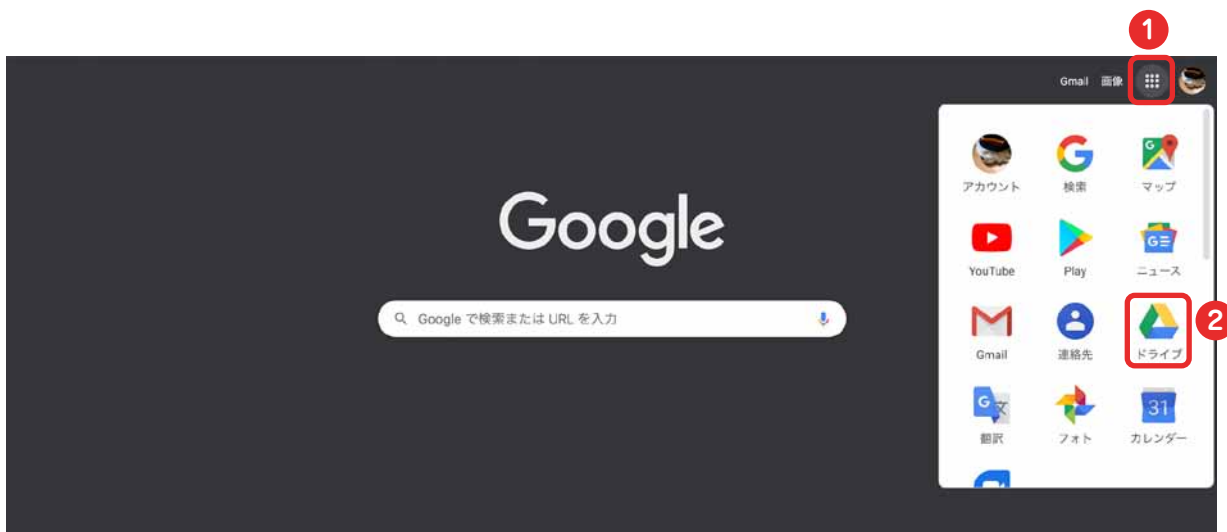 1
Gmail 画像
アカウント 検索 マップ
Google
YouTube Play ニュース
Google で検索または URL を入力
2
Gmail 連絡先 ドライブ
31
翻訳 フォト カレンダー